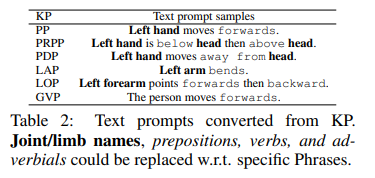 KP Text prompt samples
PP Left hand moves forwards.
PRPP Left hand is below head then above head.
PDP Left hand moves away from head.
LAP Left arm bends.
LOP Left forearm points forwards then backward.
GVP The person moves forwards.
Table 2: Text prompts converted from KP.
Joint/limb names, prepositions, verbs, and ad-
verbials could be replaced w.r.t. specific Phrases.